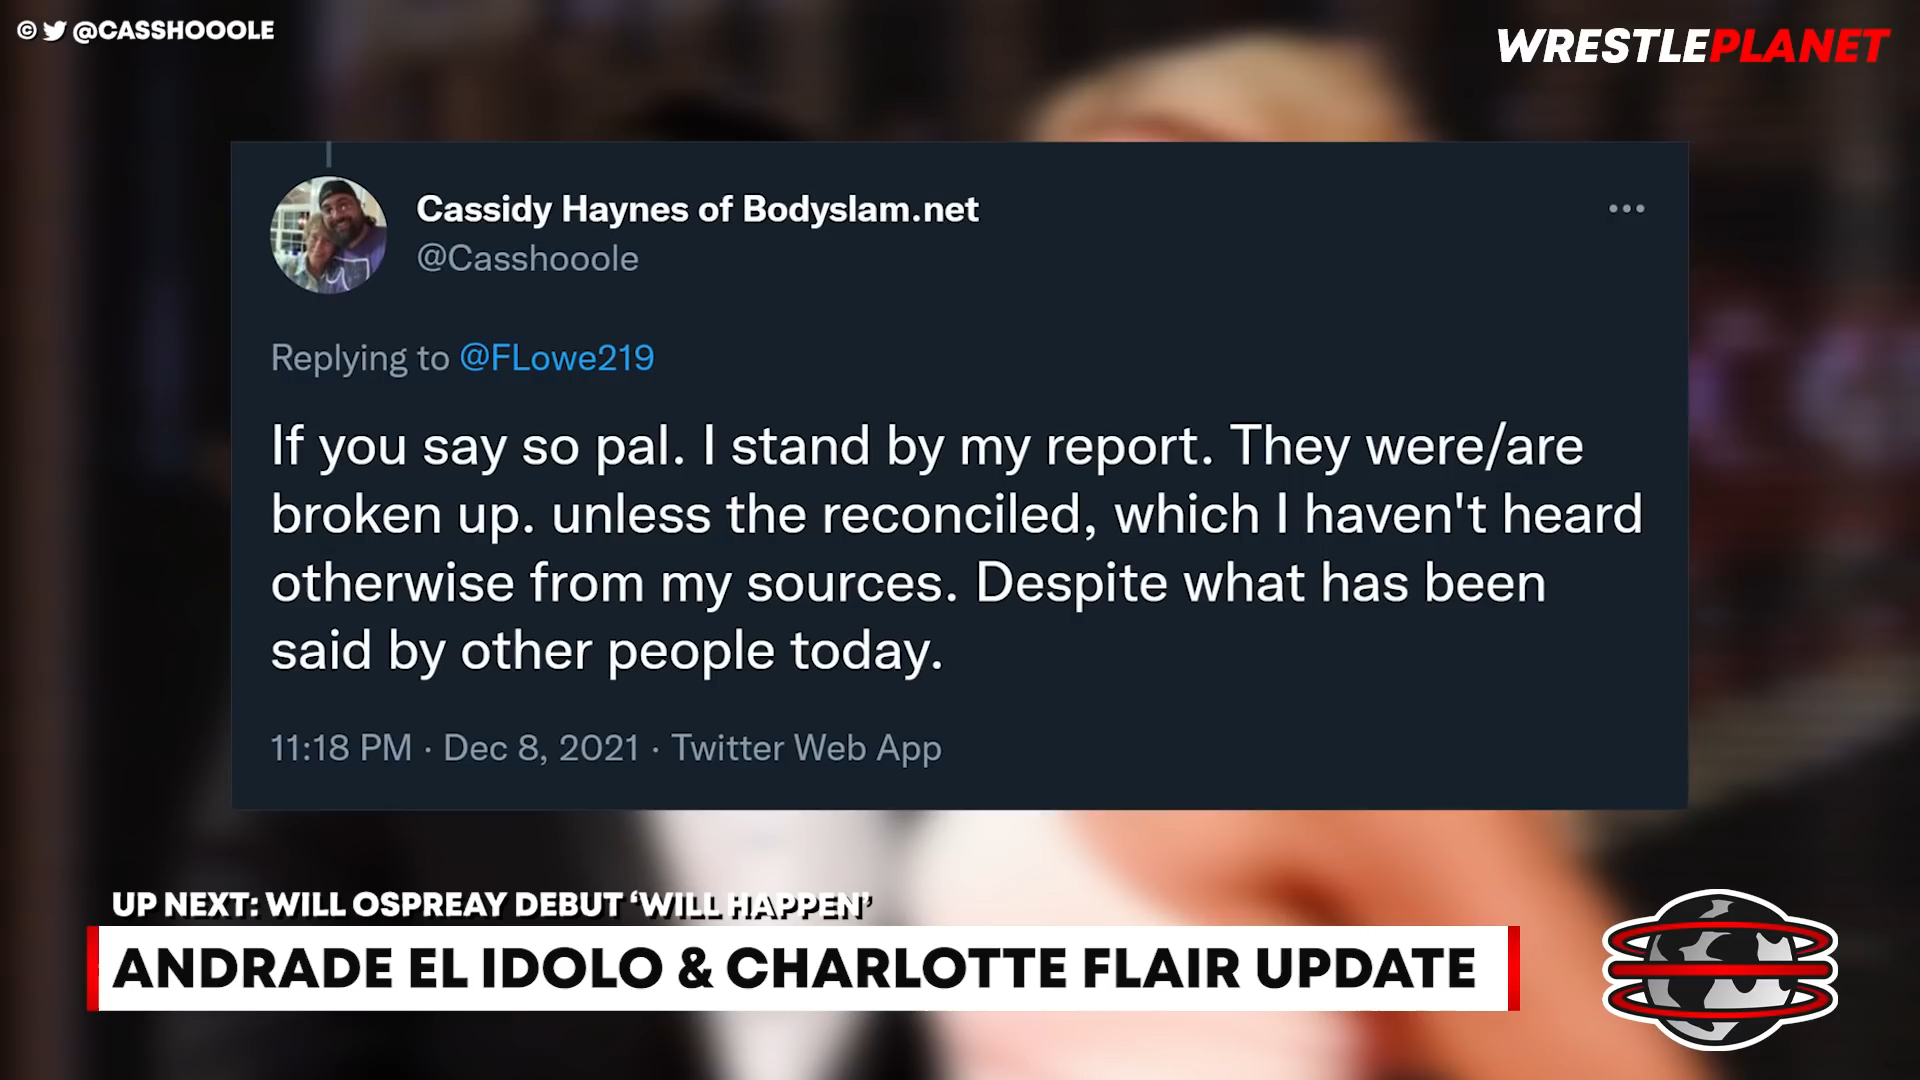 © @CASSHOOOLE
WRESTLEPLANET
Cassidy Haynes of Bodyslam.net
@Casshooole
Replying to @FLowe219
If you say so pal. I stand by my report. They were/are
broken up. unless the reconciled, which I haven't heard
otherwise from my sources. Despite what has been
said by other people today.
11:18 PM · Dec 8, 2021 · Twitter Web App
UP NEXT: WILL OSPREAY DEBUT ‘WILL HAPPEN’
ANDRADE EL IDOLO & CHARLOTTE FLAIR UPDATE